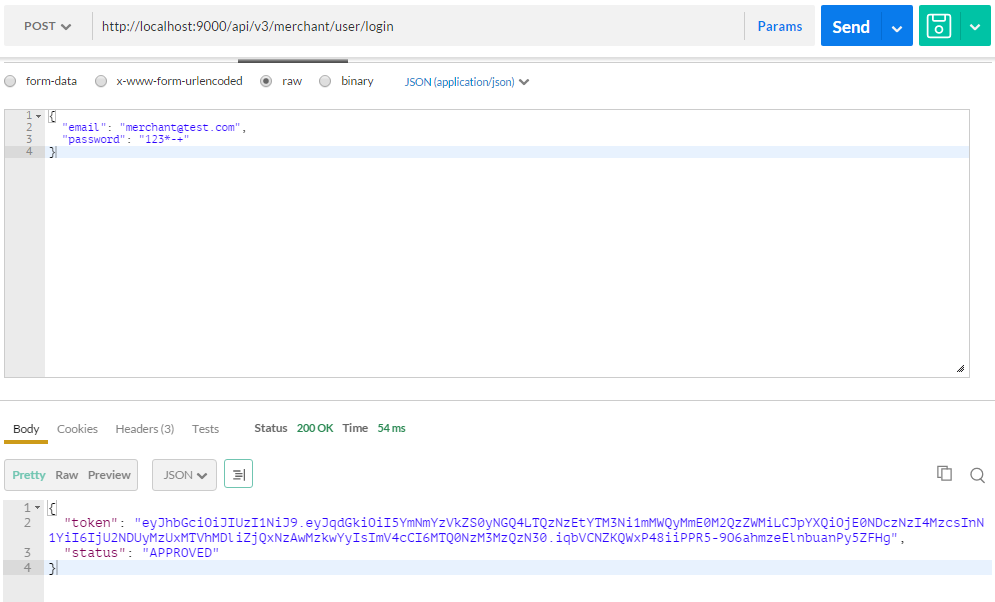 POST http://localhost:9000/api/v3/merchant/user/login Params Send
form-data x-www-form-urlencoded raw binary JSON (application/json)
1 {
2 "email": "merchant@test.com",
3 "password": "123*-+"
4 }
Body Cookies Headers (3) Tests Status 200 OK Time 54 ms
Pretty Raw Preview JSON
1 {
2 "token": "eyJhbGciOiJIUzI1NiJ9.eyJqdGkiOiI5YmNmYzVkZS0yNGQ4LTQzNzEtYTM3Ni1mMWQyMmE0M2QzZWMiLCJpYXQiOjE0NDczNzI4MzcsInN
1YiI6IjU2NDUyMzUxMTVhMDliZjQxNzAwMzkwYyIsImV4cCI6MTQ0NzM3MzQzN30.iqbVCNZKQWxP48iiPPR5-9O6ahmzeElnbuanPy5ZFHg",
3 "status": "APPROVED"
4 }